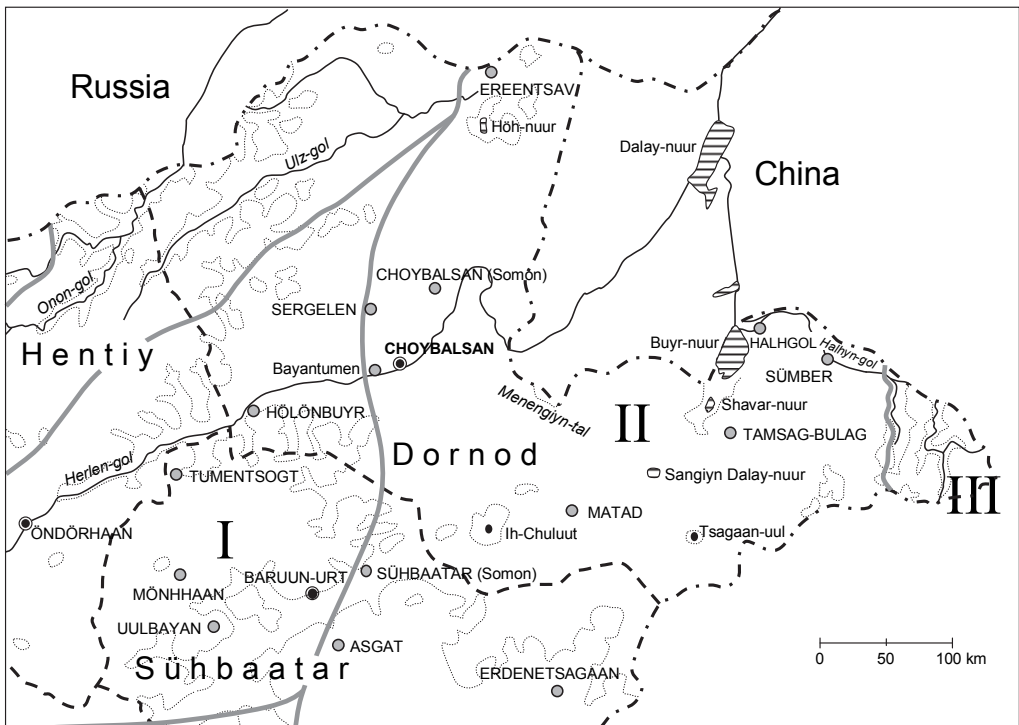 Russia
EREENTSAV
Höh-nuur
Ulz-gol
Dalay-nuur
China
Onon-gol
CHOYBALSAN (Somon)
SERGELEN
Hentiy
CHOYBALSAN
Bayantumen
Buyr-nuur
HALHGOL
Halhyn-gol
SÜMBER
Menengiyn-tal
Shavar-nuur
HÖLÖNBUYR
II
TAMSAG-BULAG
Dornod
Herlen-gol
TUMENTSOGT
Sangiyn Dalay-nuur
III
MATAD
ÖNDÖRHAAN
I
Ih-Chuluut
Tsagaan-uul
BARUUN-URT
SÜHBAATAR (Somon)
MÖNHHAAN
UULBAYAN
ASGAT
Sühbaatar
ERDENETSAGAAN
0 50 100 km